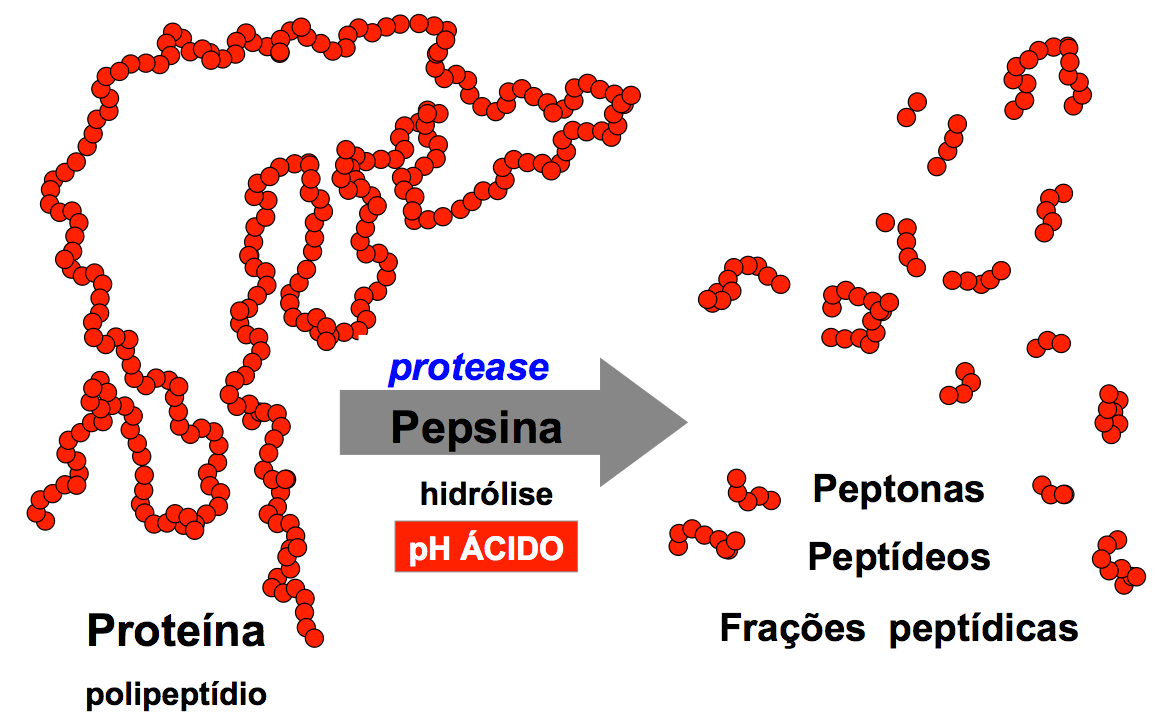 protease
Pepsina
hidrólise
pH ÁCIDO
Peptonas
Peptídeos
Frações peptídicas
Proteína
polipeptídio